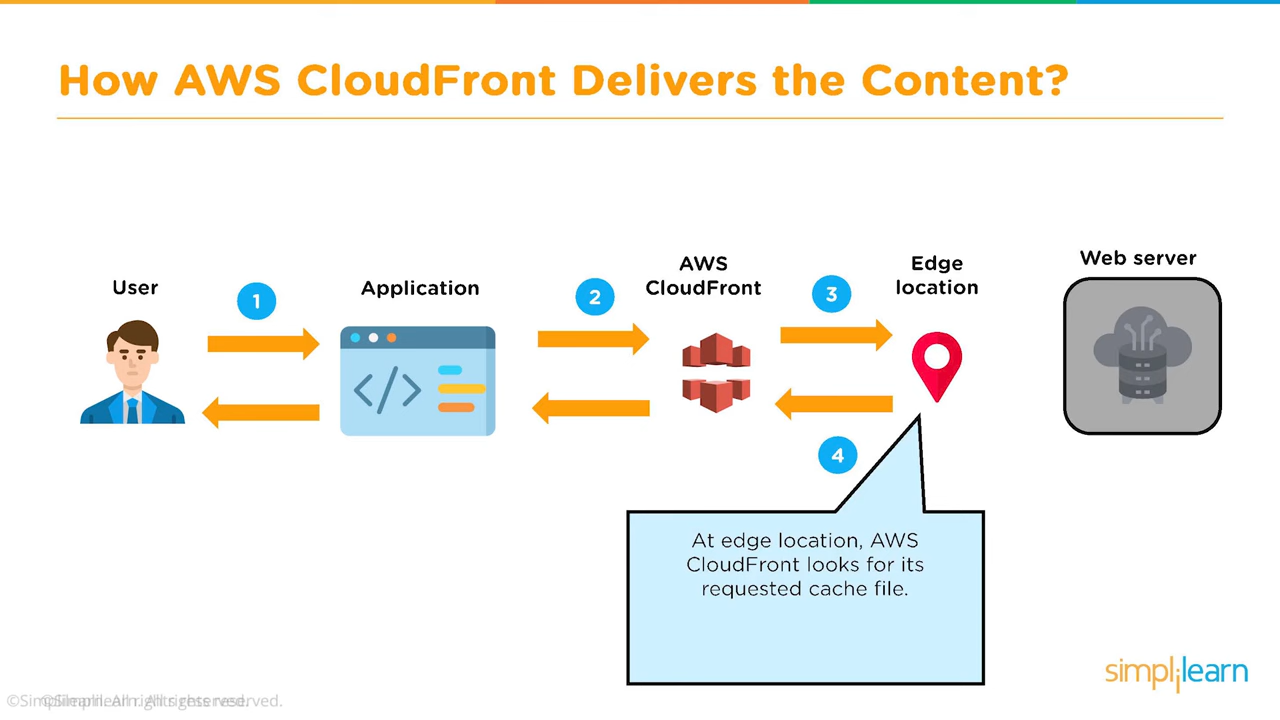 How AWS CloudFront Delivers the Content?
User
1
Application
2
AWS
CloudFront
3
Edge
location
Web server
4
At edge location, AWS
CloudFront looks for its
requested cache file.
simplilearn